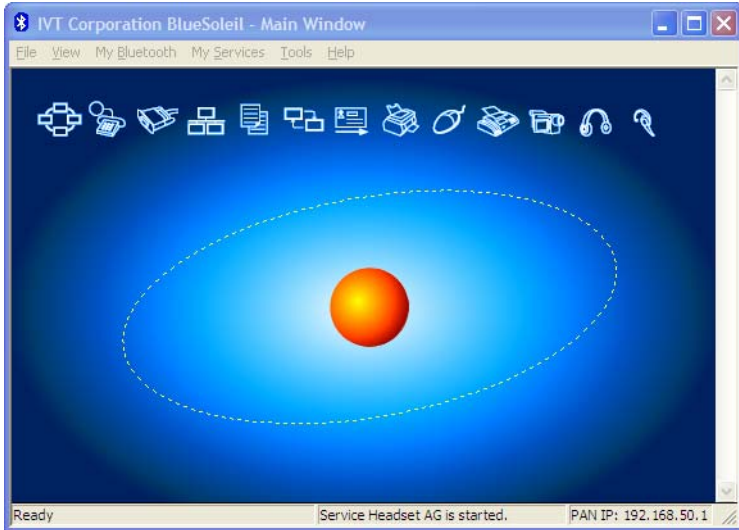 IVT Corporation BlueSoleil - Main Window
File View My Bluetooth My Services Tools Help
Ready Service Headset AG is started. PAN IP: 192.168.50.1